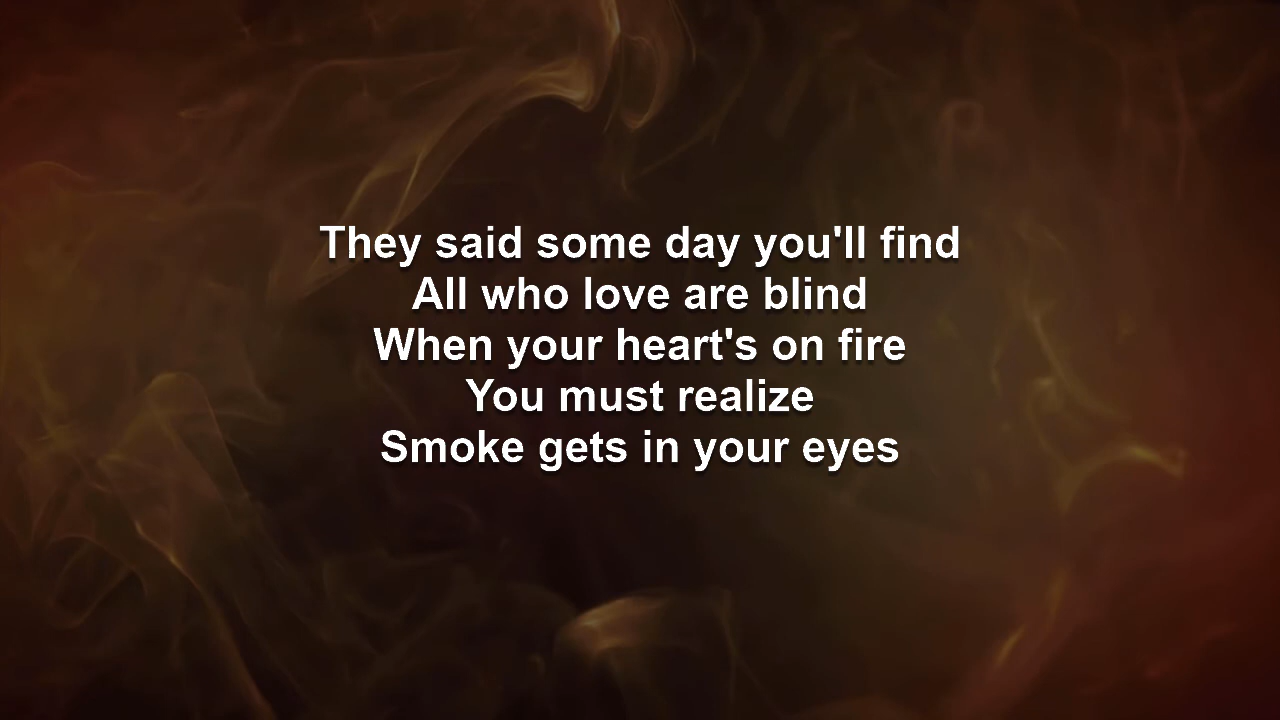 They said some day you'll find
All who love are blind
When your heart's on fire
You must realize
Smoke gets in your eyes